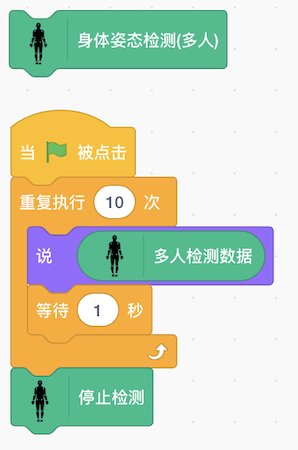 身体姿态检测(多人)
当 被点击
重复执行 10 次
说 多人检测数据
等待 1 秒
停止检测